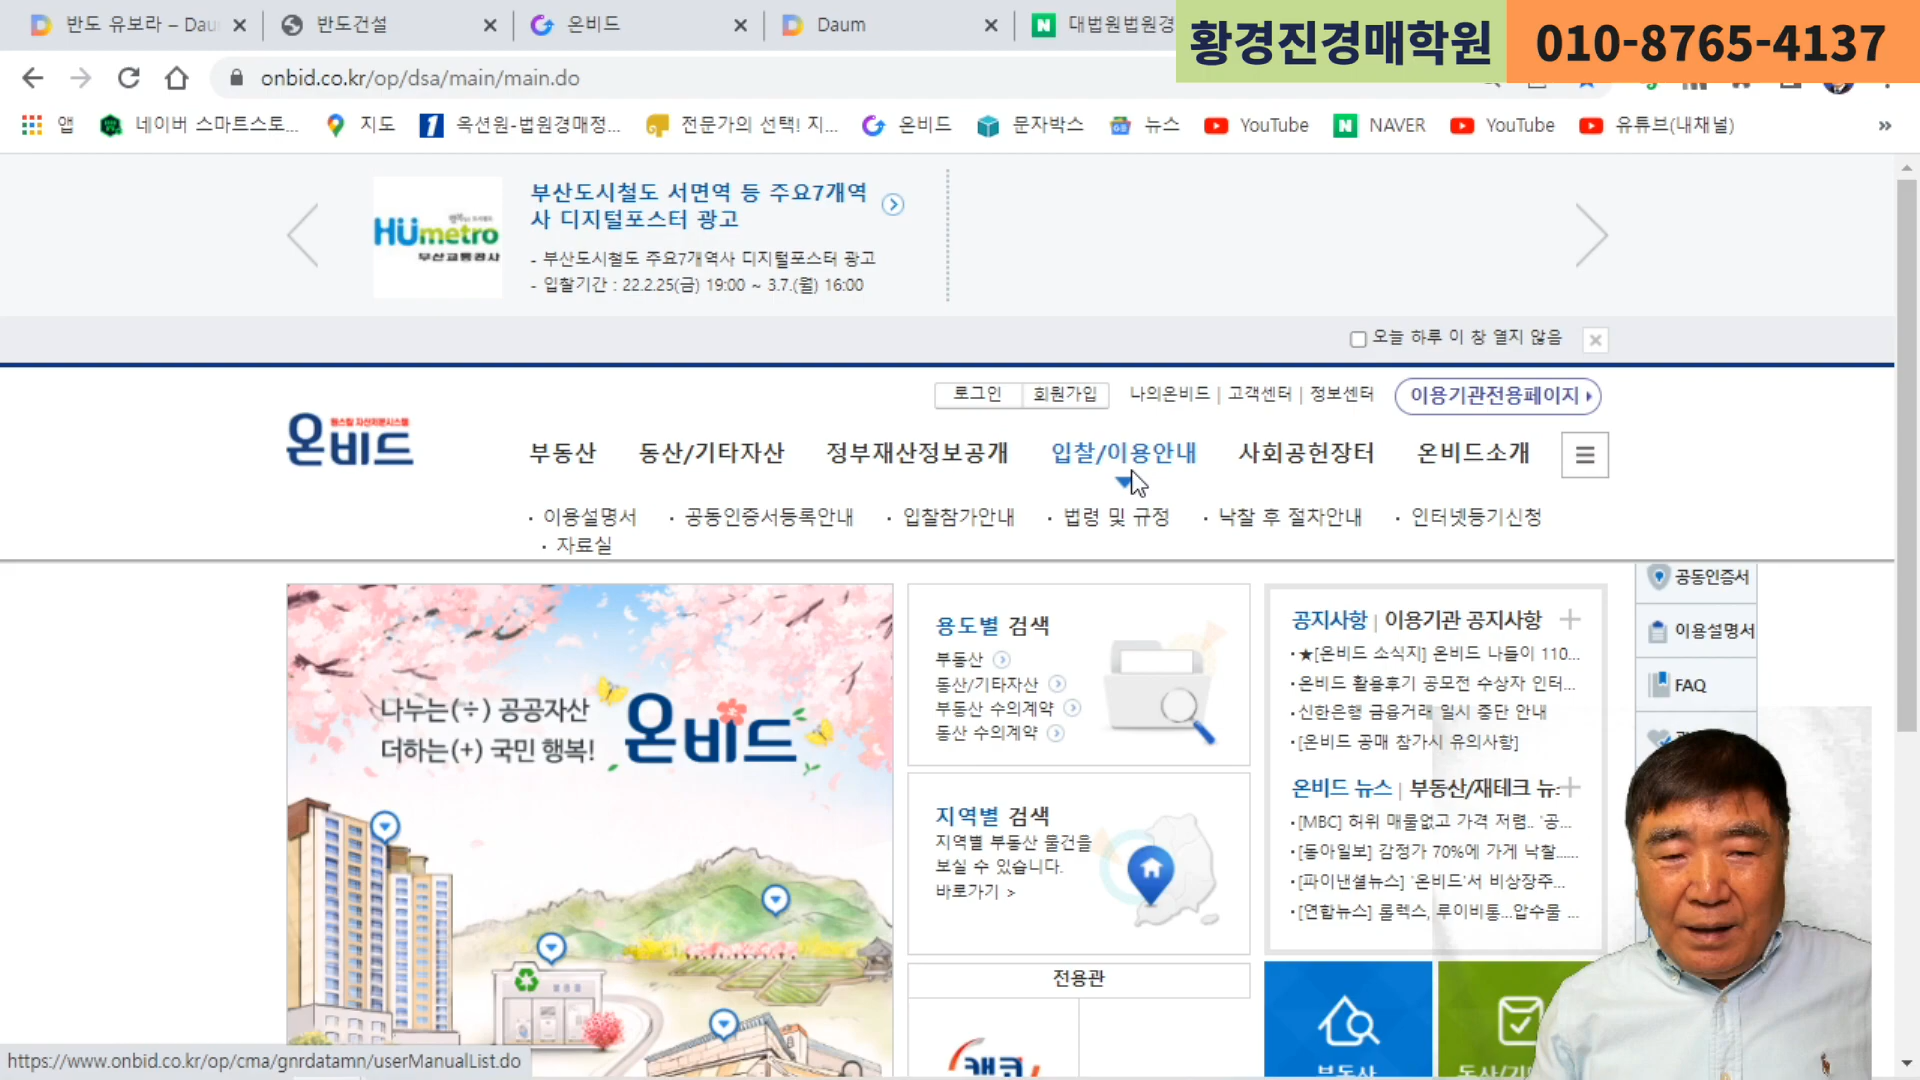 반도 유보라 – Dau
반도건설
온비드
Daum
대법원법원경
황경진경매학원
010-8765-4137
onbid.co.kr/op/dsa/main/main.do
앱
네이버 스마트스토...
지도
옥션원-법원경매정...
전문가의 선택! 지...
온비드
문자박스
뉴스
YouTube
NAVER
YouTube
유튜브(내채널)
»
Humetro
부산교통공사
부산도시철도 서면역 등 주요7개역
사 디지털포스터 광고
- 부산도시철도 주요7개역사 디지털포스터 광고
- 입찰기간 : 22.2.25(금) 19:00 ~ 3.7.(월) 16:00
오늘 하루 이 창 열지 않음
로그인
회원가입
나의온비드 | 고객센터 | 정보센터
이용기관전용페이지
온비드
부동산
동산/기타자산
정부재산정보공개
입찰/이용안내
사회공헌장터
온비드소개
· 이용설명서
· 공동인증서등록안내
· 입찰참가안내
· 법령 및 규정
· 낙찰 후 절차안내
· 인터넷등기신청
· 자료실
나누는(÷) 공공자산
더하는(+) 국민 행복!
온비드
용도별 검색
부동산
동산/기타자산
부동산 수의계약
동산 수의계약
지역별 검색
지역별 부동산 물건을
보실 수 있습니다.
바로가기 >
전용관
캠코
공지사항 | 이용기관 공지사항
·★[온비드 소식지] 온비드 나들이 110...
·온비드 활용후기 공모전 수상자 인터...
·신한은행 금융거래 일시 중단 안내
·[온비드 공매 참가시 유의사항]
온비드 뉴스 | 부동산/재테크 뉴
·[MBC] 허위 매물없고 가격 저렴.. '공...
·[동아일보] 감정가 70%에 가게 낙찰......
·[파이낸셜뉴스] '온비드'서 비상장주...
·[연합뉴스] 롤렉스, 루이비통...압수물 ...
부동산
동산/기
공동인증서
이용설명서
FAQ
https://www.onbid.co.kr/op/cma/gnrdatamn/userManualList.do